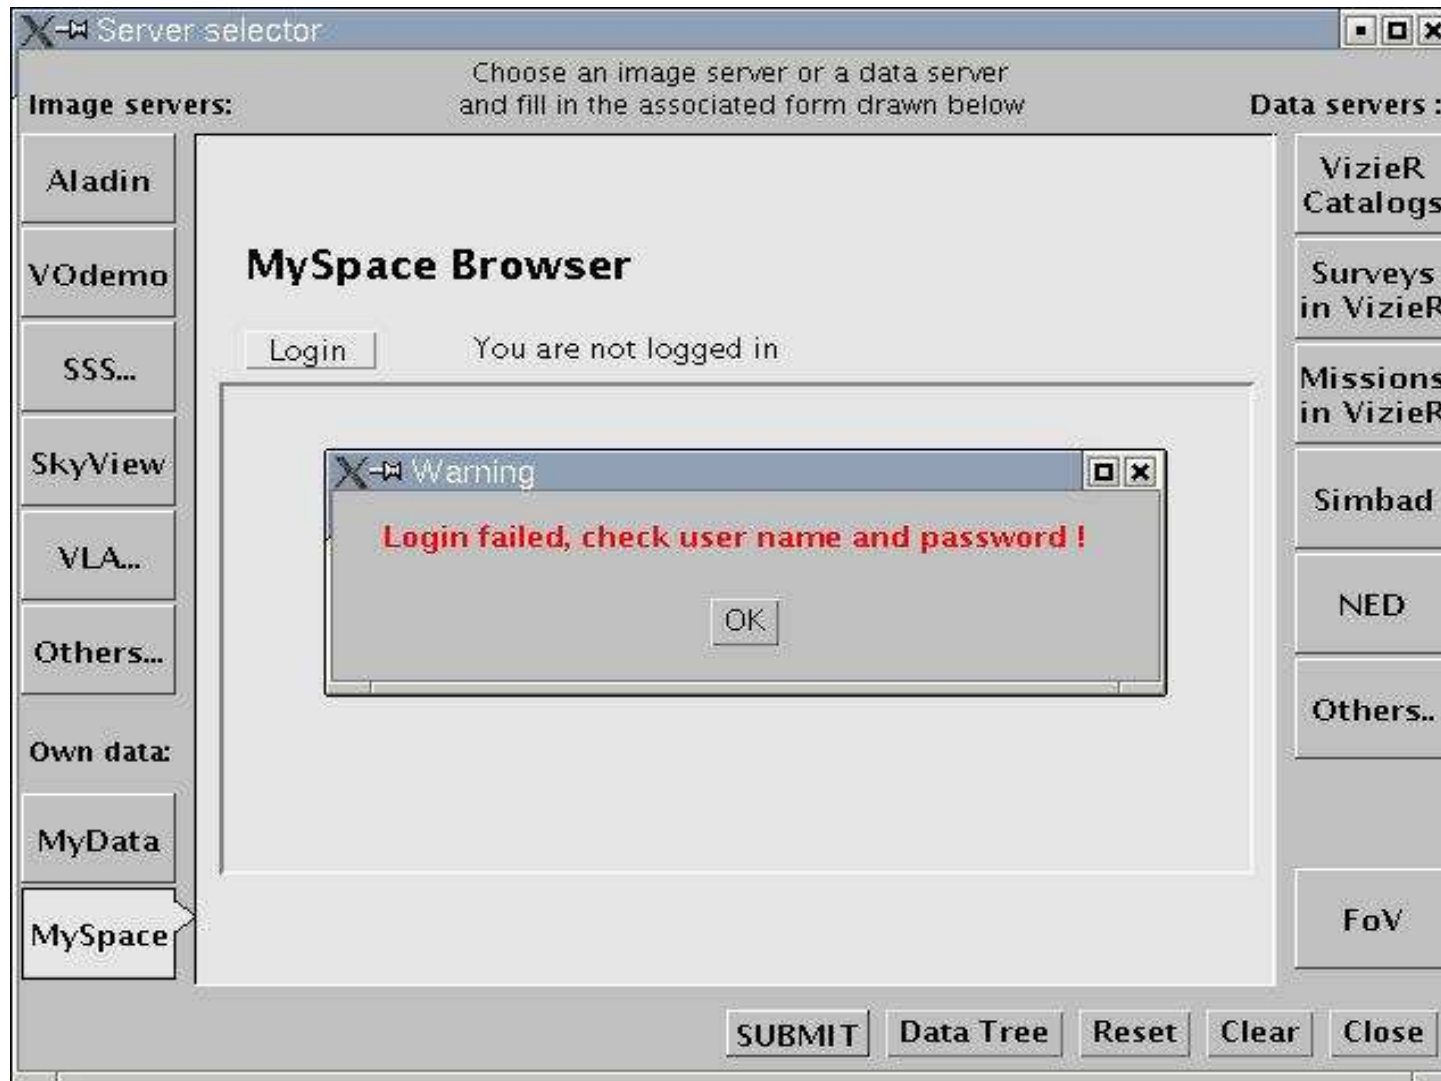 Server selector
Choose an image server or a data server
and fill in the associated form drawn below
Image servers:
Data servers :
Aladin
VOdemo
SSS...
SkyView
VLA...
Others...
Own data:
MyData
MySpace
MySpace Browser
Login
You are not logged in
Warning
Login failed, check user name and password !
OK
VizieR
Catalogs
Surveys
in VizieR
Missions
in VizieR
Simbad
NED
Others..
FoV
SUBMIT
Data Tree
Reset
Clear
Close